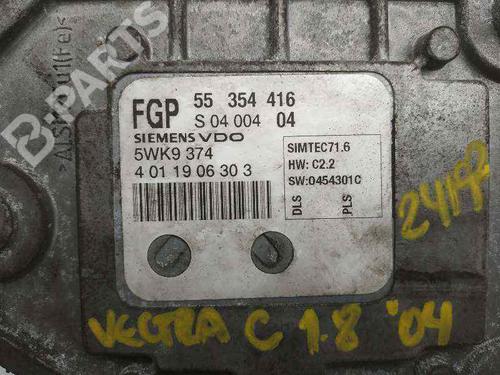 B PARTS
FGP 55 354 416
S 04 004 04
SIEMENS VDO
5WK9 374
4 01 19 06 30 3
SIMTEC71.6
HW: C2.2
SW:0454301C
DLS
PLS
VECTRA C 1.8 '04